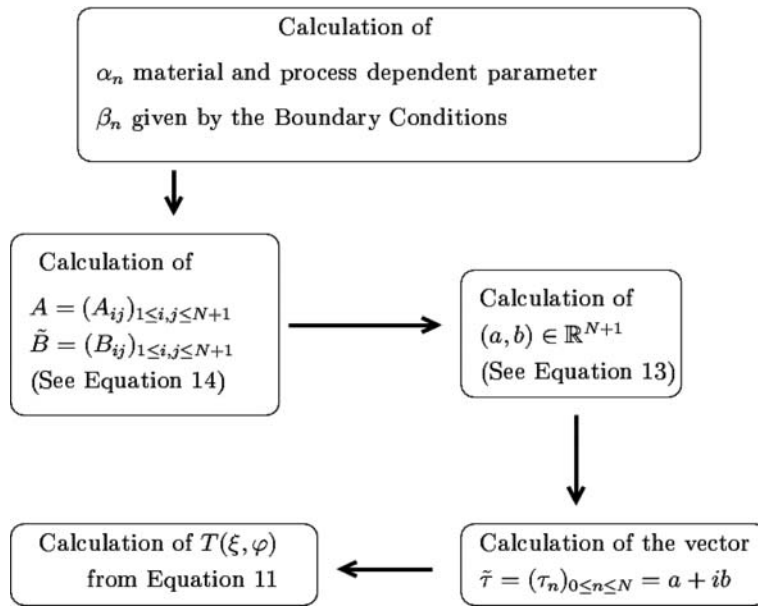 Calculation of
αₙ material and process dependent parameter
βₙ given by the Boundary Conditions
Calculation of
A = (Aᵢⱼ)₁≤ᵢ,ⱼ≤N+1
B̃ = (Bᵢⱼ)₁≤ᵢ,ⱼ≤N+1
(See Equation 14)
Calculation of
(a, b) ∈ ℝᴺ⁺¹
(See Equation 13)
Calculation of the vector
τ̃ = (τₙ)₀≤ₙ≤N = a + ib
Calculation of T(ξ, φ)
from Equation 11